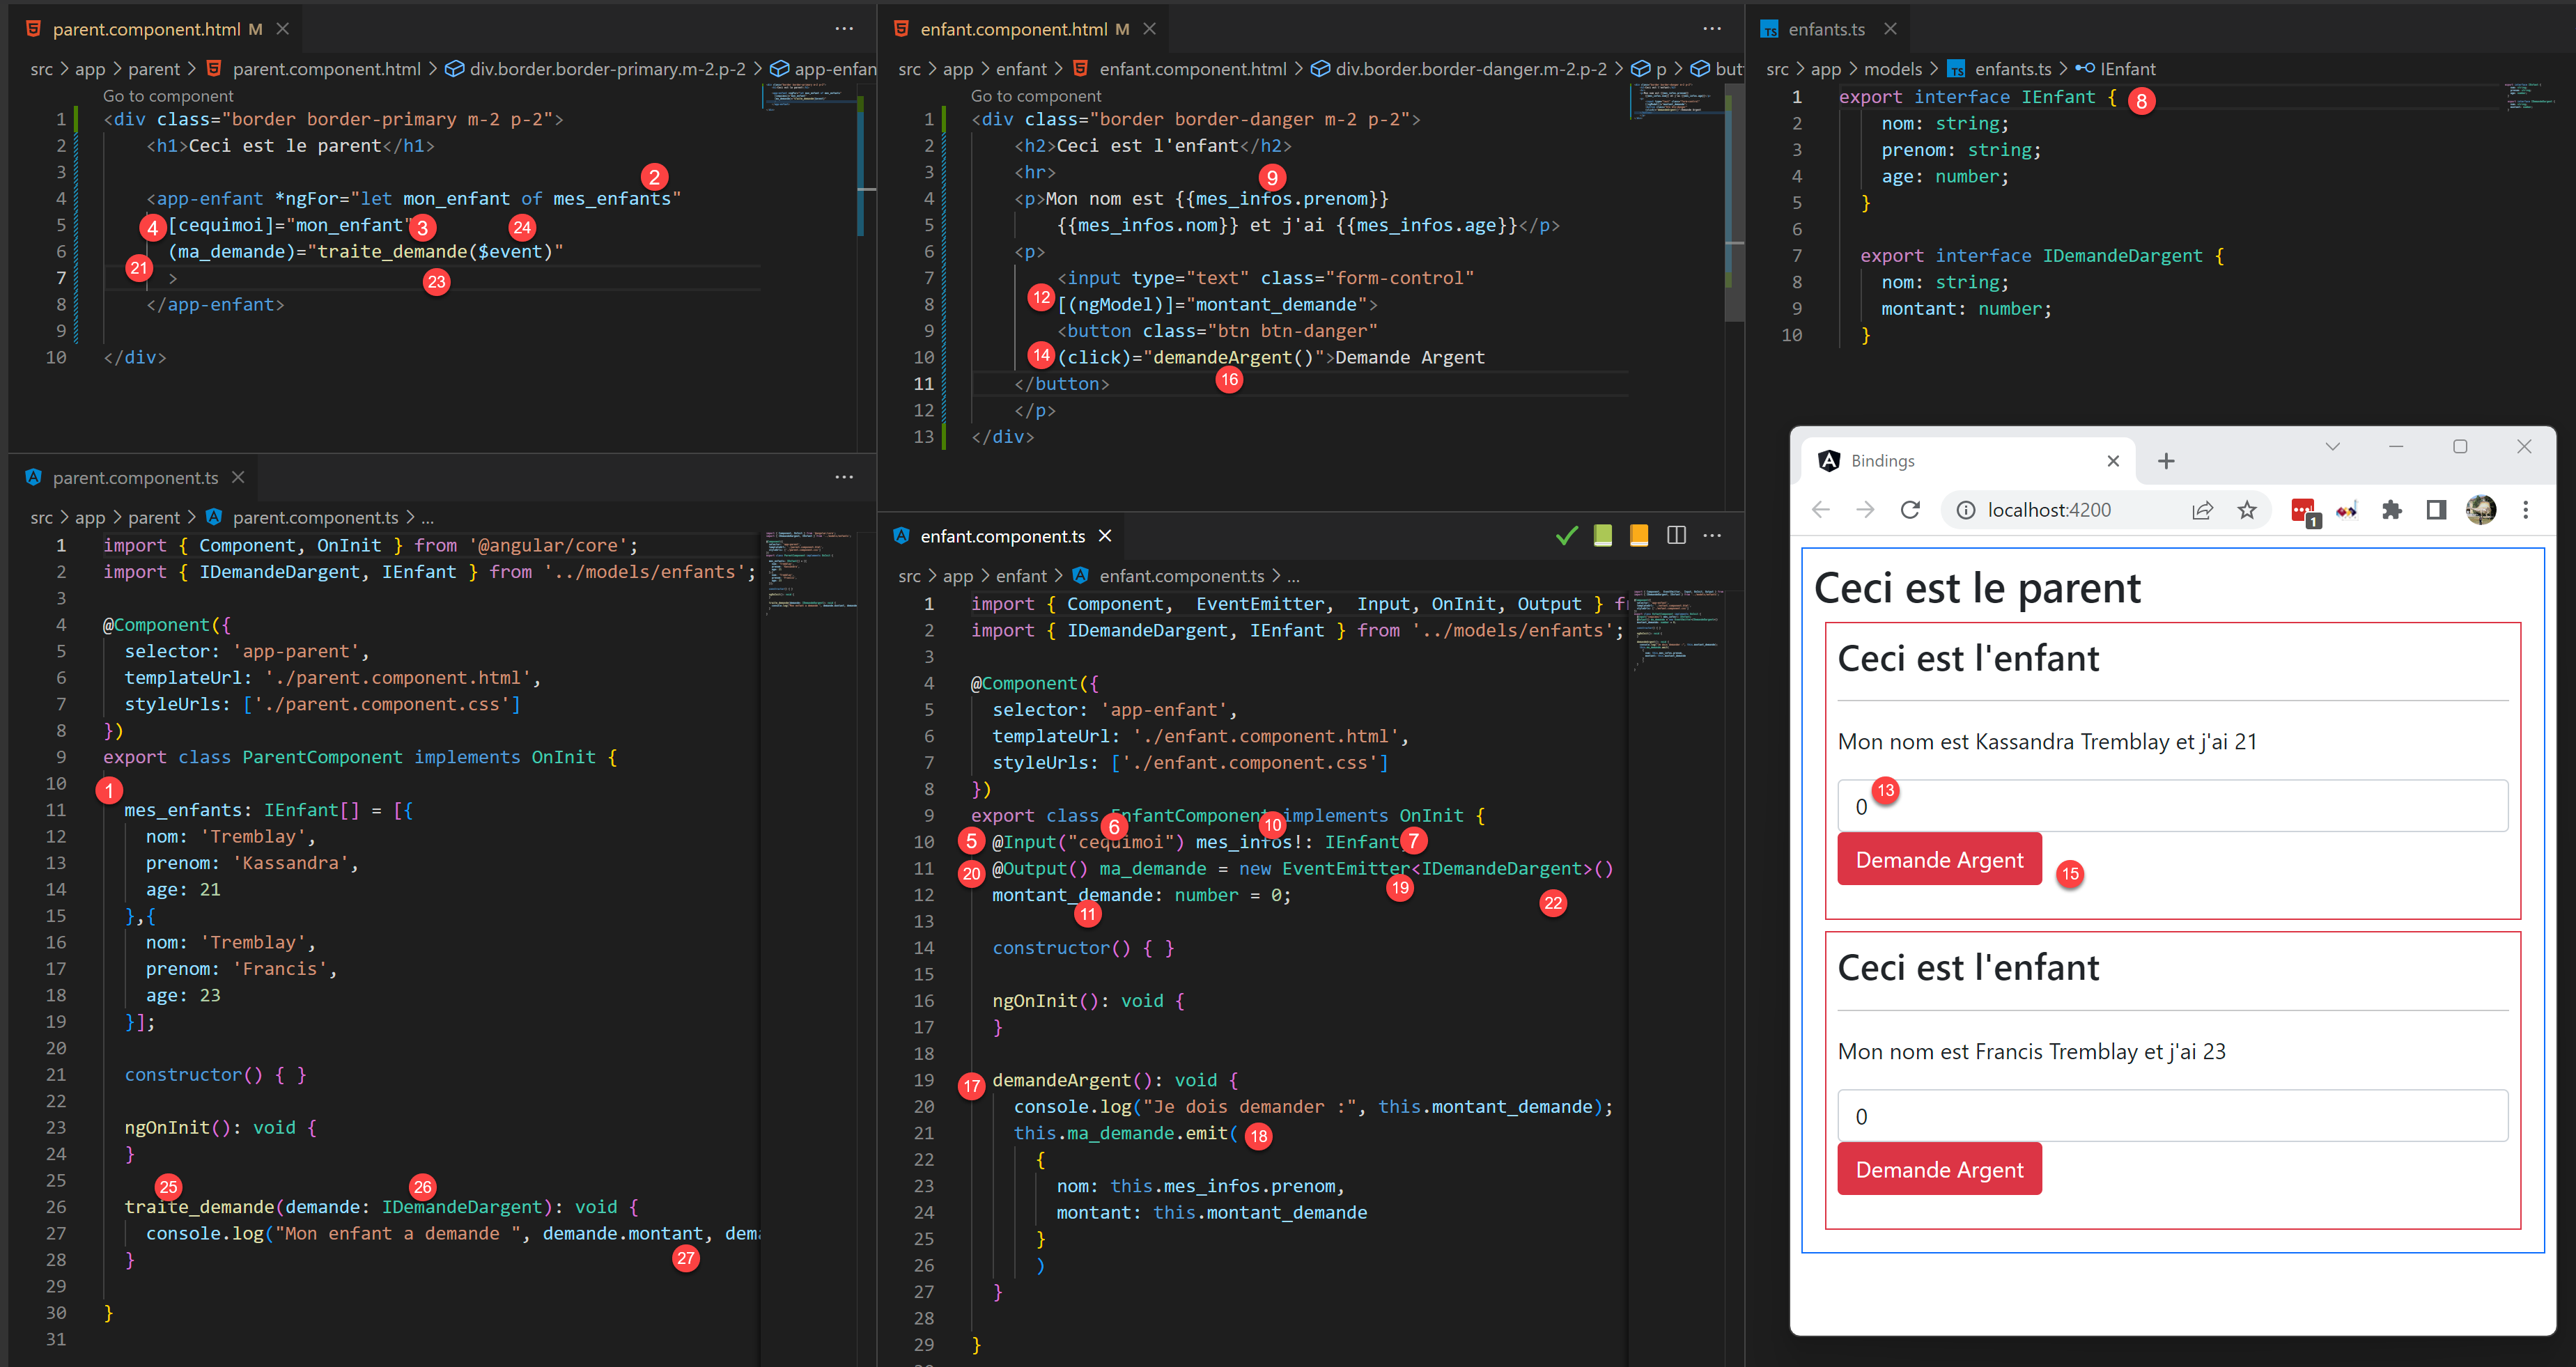 parent.component.html M
src > app > parent > parent.component.html > div.border.border-primary.m-2.p-2 > app-enfan
Go to component
1 <div class="border border-primary m-2 p-2">
2 <h1>Ceci est le parent</h1>
3
2
4 <app-enfant *ngFor="let mon_enfant of mes_enfants"
5 4 [cequimoi]="mon_enfant" 3 24
6 (ma_demande)="traite_demande($event)"
7 21 > 23
8 </app-enfant>
9
10 </div>
parent.component.ts
src > app > parent > parent.component.ts > ...
1 import { Component, OnInit } from '@angular/core';
2 import { IDemandeDargent, IEnfant } from '../models/enfants';
3
4 @Component({
5 selector: 'app-parent',
6 templateUrl: './parent.component.html',
7 styleUrls: ['./parent.component.css']
8 })
9 export class ParentComponent implements OnInit {
10
1
11 mes_enfants: IEnfant[] = [{
12 nom: 'Tremblay',
13 prenom: 'Kassandra',
14 age: 21
15 },{
16 nom: 'Tremblay',
17 prenom: 'Francis',
18 age: 23
19 }];
20
21 constructor() { }
22
23 ngOnInit(): void {
24 }
25
25 26
26 traite_demande(demande: IDemandeDargent): void {
27 console.log("Mon enfant a demande ", demande.montant, dem
27
28 }
29
30 }
31
enfant.component.html M
src > app > enfant > enfant.component.html > div.border.border-danger.m-2.p-2 > p > but
Go to component
1 <div class="border border-danger m-2 p-2">
2 <h2>Ceci est l'enfant</h2>
3 <hr>
9
4 <p>Mon nom est {{mes_infos.prenom}}
5 {{mes_infos.nom}} et j'ai {{mes_infos.age}}</p>
6 <p>
7 <input type="text" class="form-control"
8 12 [(ngModel)]="montant_demande">
9 <button class="btn btn-danger"
10 14 (click)="demandeArgent()">Demande Argent
11 </button> 16
12 </p>
13 </div>
enfant.component.ts
src > app > enfant > enfant.component.ts > ...
1 import { Component, EventEmitter, Input, OnInit, Output } f
2 import { IDemandeDargent, IEnfant } from '../models/enfants';
3
4 @Component({
5 selector: 'app-enfant',
6 templateUrl: './enfant.component.html',
7 styleUrls: ['./enfant.component.css']
8 })
9 export class EnfantComponent implements OnInit {
6 10
10 5 @Input("cequimoi") mes_infos!: IEnfant 7
11 20 @Output() ma_demande = new EventEmitter<IDemandeDargent>()
19
12 montant_demande: number = 0; 22
11
13
14 constructor() { }
15
16 ngOnInit(): void {
17 }
18
19 17 demandeArgent(): void {
20 console.log("Je dois demander :", this.montant_demande);
21 this.ma_demande.emit( 18
22 {
23 nom: this.mes_infos.prenom,
24 montant: this.montant_demande
25 }
26 )
27 }
28
29 }
enfants.ts
src > app > models > TS enfants.ts > IEnfant
1 export interface IEnfant { 8
2 nom: string;
3 prenom: string;
4 age: number;
5 }
6
7 export interface IDemandeDargent {
8 nom: string;
9 montant: number;
10 }
Bindings
localhost:4200
1
Ceci est le parent
Ceci est l'enfant
Mon nom est Kassandra Tremblay et j'ai 21
0 13
Demande Argent 15
Ceci est l'enfant
Mon nom est Francis Tremblay et j'ai 23
0
Demande Argent